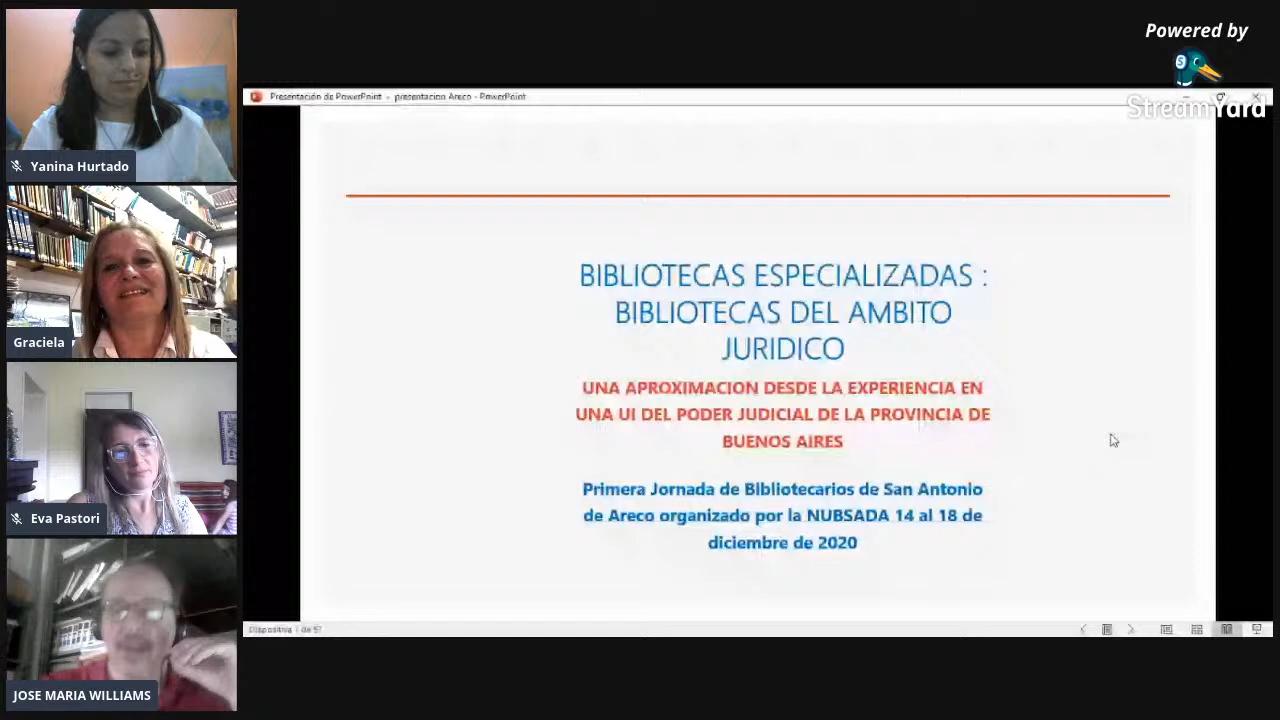 Powered by
StreamYard
Yanina Hurtado
Graciela
Eva Pastori
JOSE MARIA WILLIAMS
Presentación de PowerPoint - presentacion Areco - PowerPoint
BIBLIOTECAS ESPECIALIZADAS :
BIBLIOTECAS DEL AMBITO
JURIDICO
UNA APROXIMACION DESDE LA EXPERIENCIA EN
UNA UI DEL PODER JUDICIAL DE LA PROVINCIA DE
BUENOS AIRES
Primera Jornada de Bibliotecarios de San Antonio
de Areco organizado por la NUBSADA 14 al 18 de
diciembre de 2020
Diapositiva 1 de